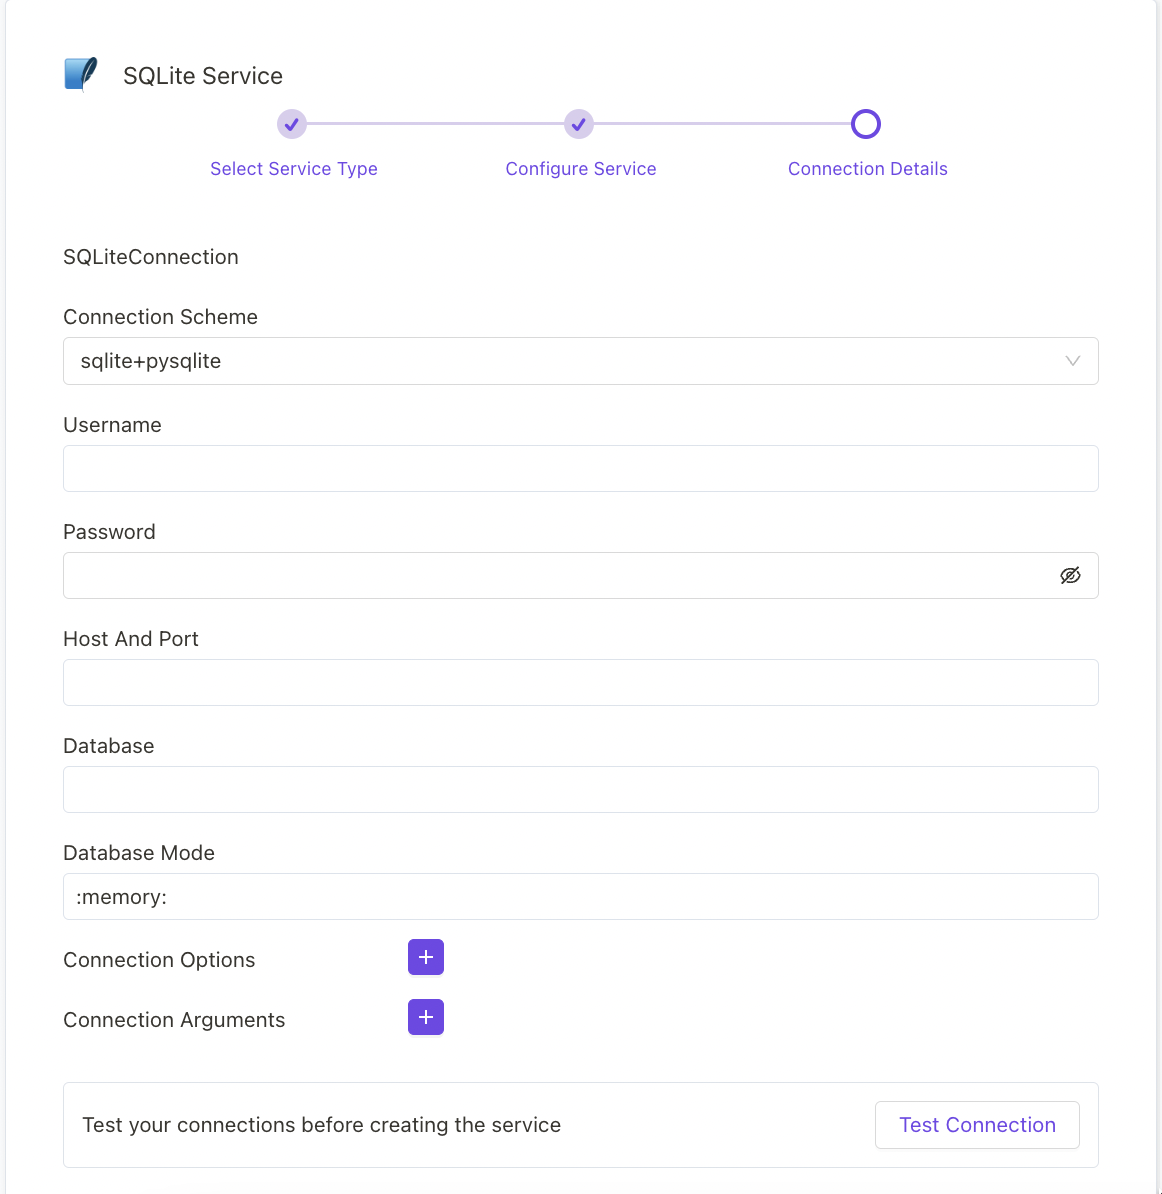 SQLite Service
Select Service Type
Configure Service
Connection Details
SQLiteConnection
Connection Scheme
sqlite+pysqlite
Username
Password
Host And Port
Database
Database Mode
:memory:
Connection Options
Connection Arguments
Test your connections before creating the service
Test Connection